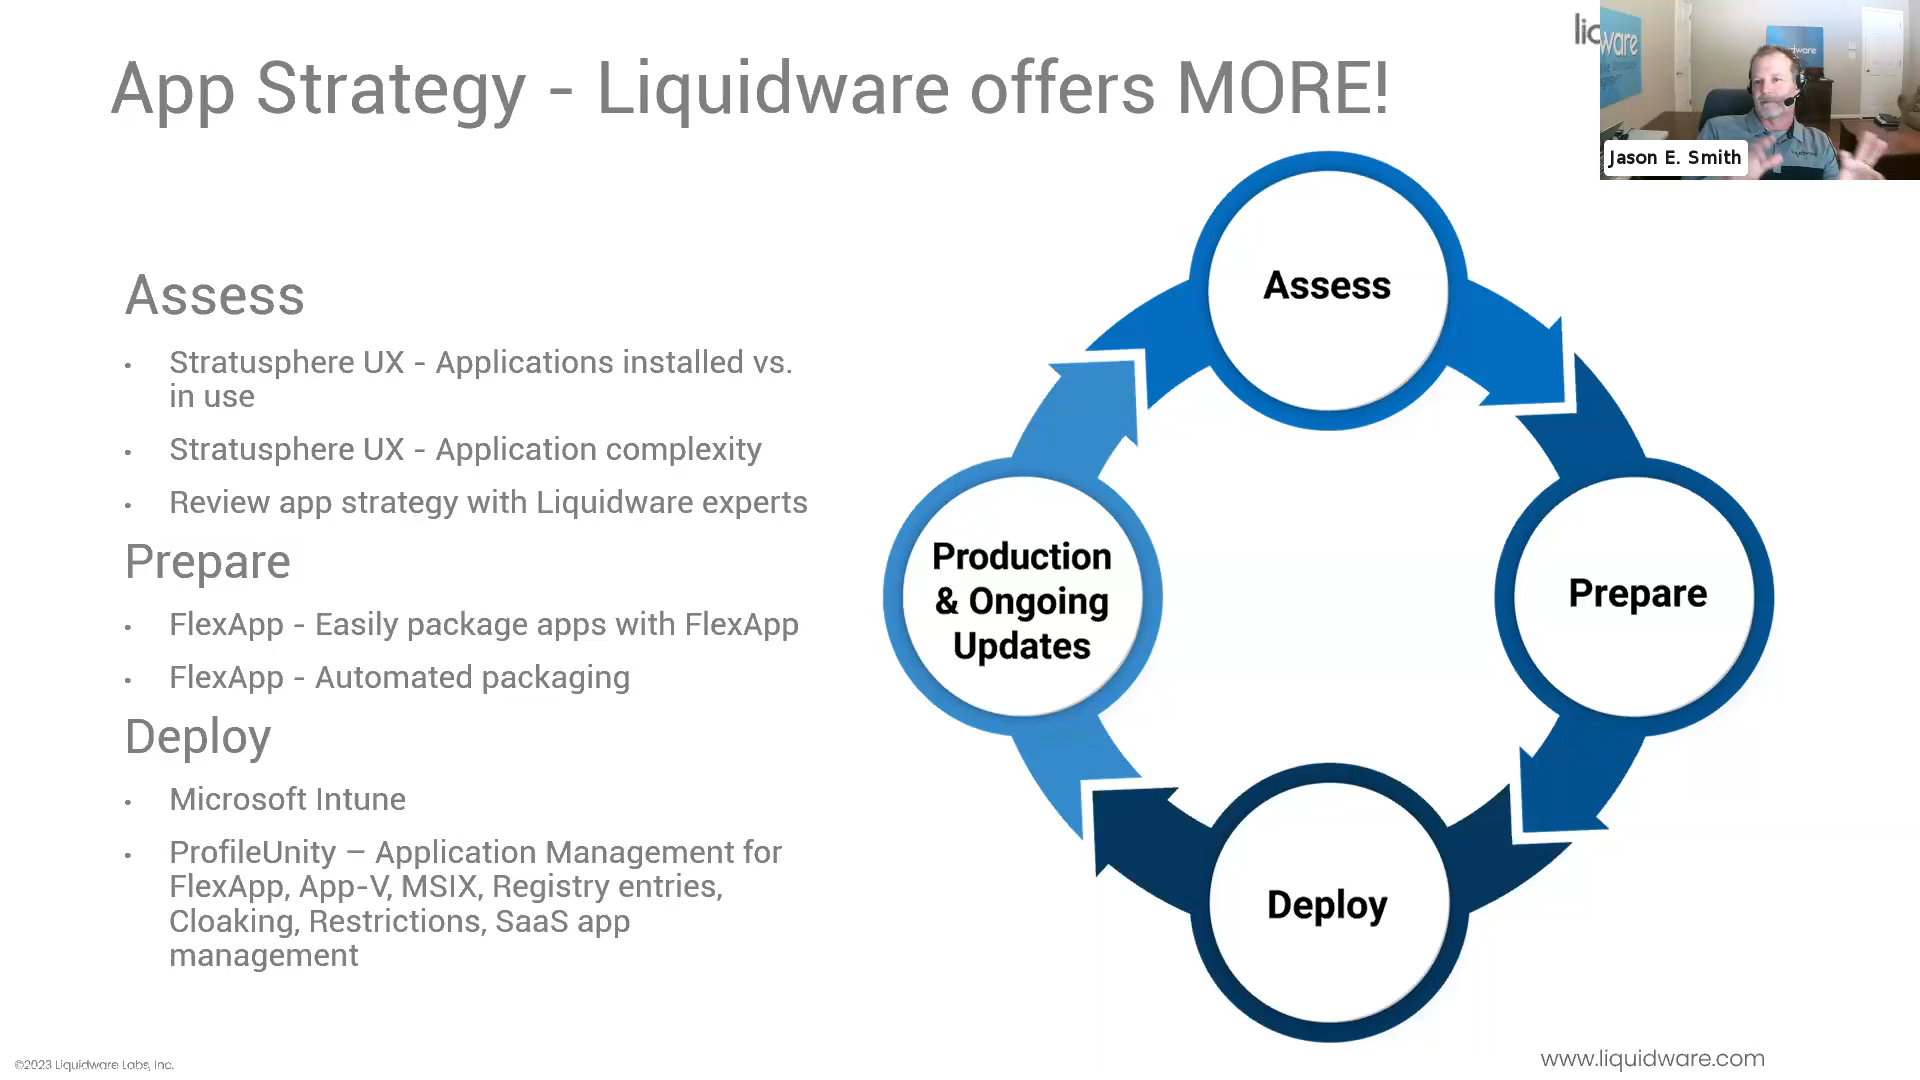 App Strategy - Liquidware offers MORE!
liq
ware
Jason E. Smith
Assess
• Stratusphere UX - Applications installed vs.
in use
• Stratusphere UX - Application complexity
• Review app strategy with Liquidware experts
Prepare
• FlexApp - Easily package apps with FlexApp
• FlexApp - Automated packaging
Deploy
• Microsoft Intune
• ProfileUnity – Application Management for
FlexApp, App-V, MSIX, Registry entries,
Cloaking, Restrictions, SaaS app
management
Assess
Prepare
Deploy
Production
& Ongoing
Updates
©2023 Liquidware Labs, Inc.
www.liquidware.com